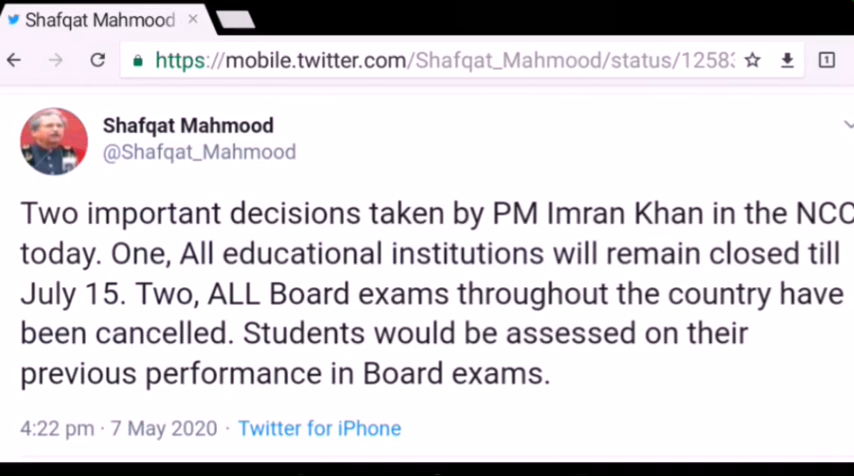 Shafqat Mahmood
https://mobile.twitter.com/Shafqat_Mahmood/status/1258
1
Shafqat Mahmood
@Shafqat_Mahmood
Two important decisions taken by PM Imran Khan in the NCC
today. One, All educational institutions will remain closed till
July 15. Two, ALL Board exams throughout the country have
been cancelled. Students would be assessed on their
previous performance in Board exams.
4:22 pm · 7 May 2020 · Twitter for iPhone